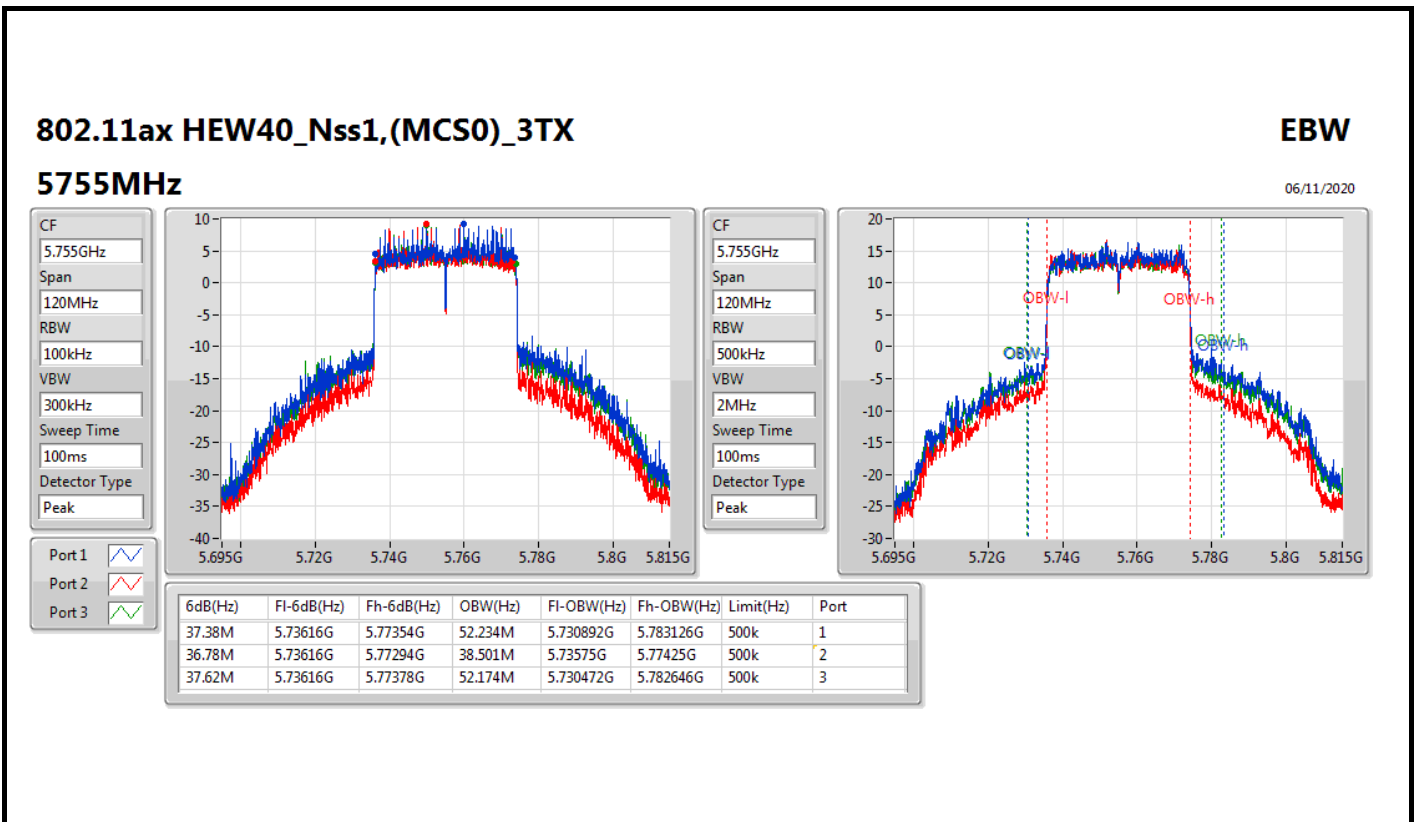 802.11ax HEW40_Nss1,(MCS0)_3TX
EBW
5755MHz
06/11/2020
CF
5.755GHz
Span
120MHz
RBW
100kHz
VBW
300kHz
Sweep Time
100ms
Detector Type
Peak
10
5
0
-5
-10
-15
-20
-25
-30
-35
-40
5.695G 5.72G 5.74G 5.76G 5.78G 5.8G 5.815G
CF
5.755GHz
Span
120MHz
RBW
500kHz
VBW
2MHz
Sweep Time
100ms
Detector Type
Peak
20
15
10
5
0
-5
-10
-15
-20
-25
-30
OBW-l
OBW-h
OBW-l
OBW-h
OBW-h
5.695G 5.72G 5.74G 5.76G 5.78G 5.8G 5.815G
Port 1
Port 2
Port 3
6dB(Hz) Fl-6dB(Hz) Fh-6dB(Hz) OBW(Hz) Fl-OBW(Hz) Fh-OBW(Hz) Limit(Hz) Port
37.38M 5.73616G 5.77354G 52.234M 5.730892G 5.783126G 500k 1
36.78M 5.73616G 5.77294G 38.501M 5.73575G 5.77425G 500k 2
37.62M 5.73616G 5.77378G 52.174M 5.730472G 5.782646G 500k 3